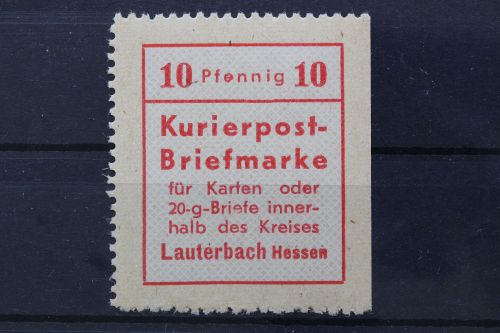 10 Pfennig 10
Kurierpost-
Briefmarke
für Karten oder
20-g-Briefe inner-
halb des Kreises
Lauterbach Hessen